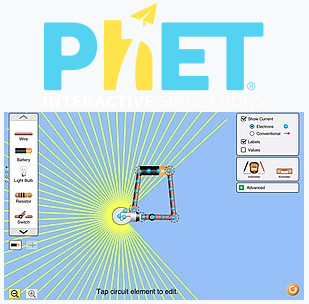 PhET®
INTERACTIVE SIMULATIONS
Wire
Battery
Light Bulb
Resistor
Switch
Show Current
Electrons
Conventional
Labels
Values
Voltmeter
Ammeter
Advanced
Tap circuit element to edit.